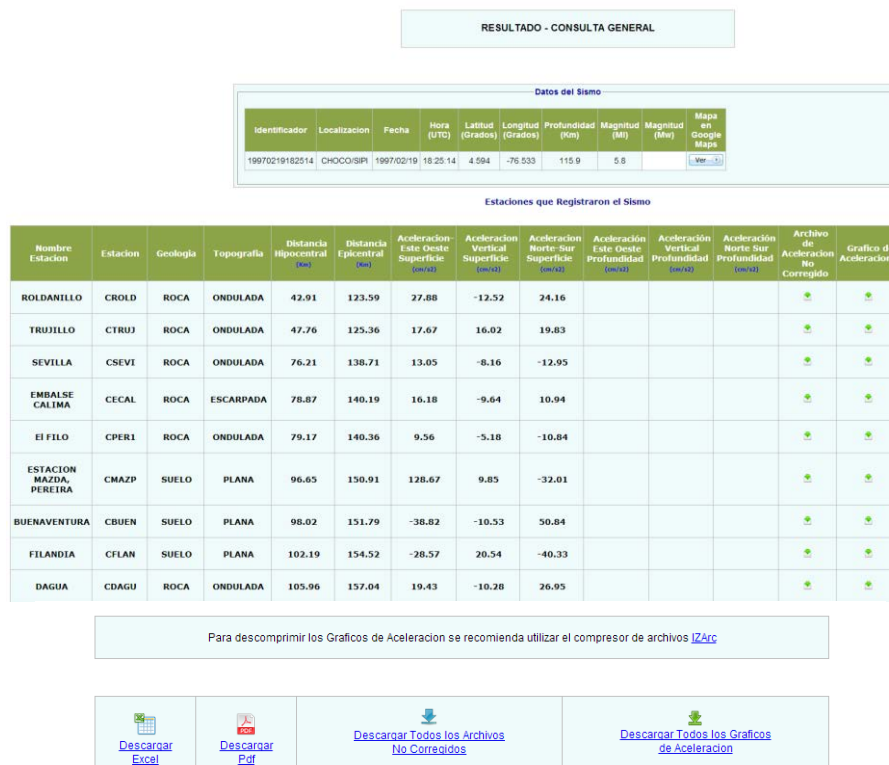 RESULTADO - CONSULTA GENERAL
Datos del Sismo
Identificador Localizacion Fecha Hora (UTC) Latitud (Grados) Longitud (Grados) Profundidad (Km) Magnitud (Ml) Magnitud (Mw) Mapa en Google Maps
19970219182514 CHOCO/SIPI 1997/02/19 18:25:14 4.594 -76.533 115.9 5.8 Ver
Estaciones que Registraron el Sismo
Nombre Estacion Estacion Geologia Topografia Distancia Hipocentral (Km) Distancia Epicentral (Km) Aceleracion- Este Oeste Superficie (cm/s2) Aceleracion Vertical Superficie (cm/s2) Aceleracion Norte-Sur Superficie (cm/s2) Aceleración Este Oeste Profundidad (cm/s2) Aceleración Vertical Profundidad (cm/s2) Aceleración Norte Sur Profundidad (cm/s2) Archivo de Aceleracion No Corregido Grafico d Aceleracion
ROLDANILLO CROLD ROCA ONDULADA 42.91 123.59 27.88 -12.52 24.16
TRUJILLO CTRUJ ROCA ONDULADA 47.76 125.36 17.67 16.02 19.83
SEVILLA CSEVI ROCA ONDULADA 76.21 138.71 13.05 -8.16 -12.95
EMBALSE CALIMA CECAL ROCA ESCARPADA 78.87 140.19 16.18 -9.64 10.94
El FILO CPER1 ROCA ONDULADA 79.17 140.36 9.56 -5.18 -10.84
ESTACION MAZDA, PEREIRA CMAZP SUELO PLANA 96.65 150.91 128.67 9.85 -32.01
BUENAVENTURA CBUEN SUELO PLANA 98.02 151.79 -38.82 -10.53 50.84
FILANDIA CFLAN SUELO PLANA 102.19 154.52 -28.57 20.54 -40.33
DAGUA CDAGU ROCA ONDULADA 105.96 157.04 19.43 -10.28 26.95
Para descomprimir los Graficos de Aceleracion se recomienda utilizar el compresor de archivos IZArc
Descargar Excel
Descargar Pdf
Descargar Todos los Archivos No Corregidos
Descargar Todos los Graficos de Aceleracion